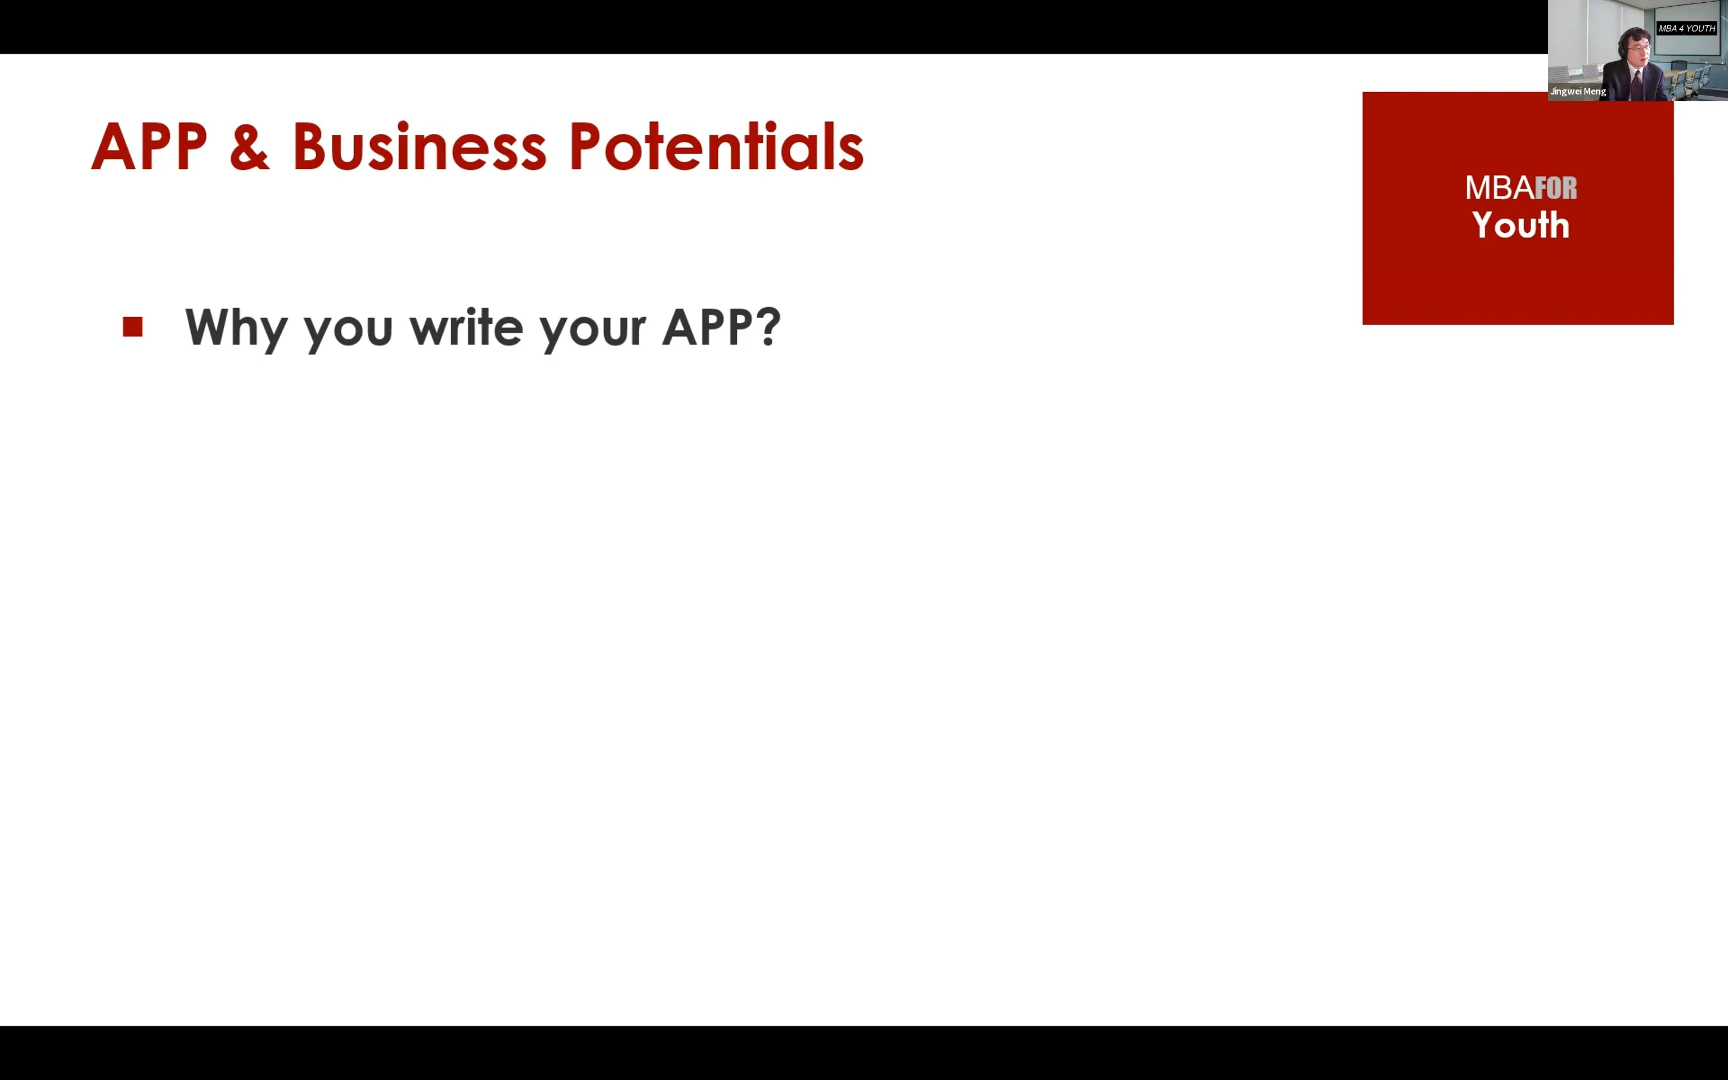 APP & Business Potentials
MBAFOR
Youth
Why you write your APP?
MBA 4 YOUTH
Jingwei Meng